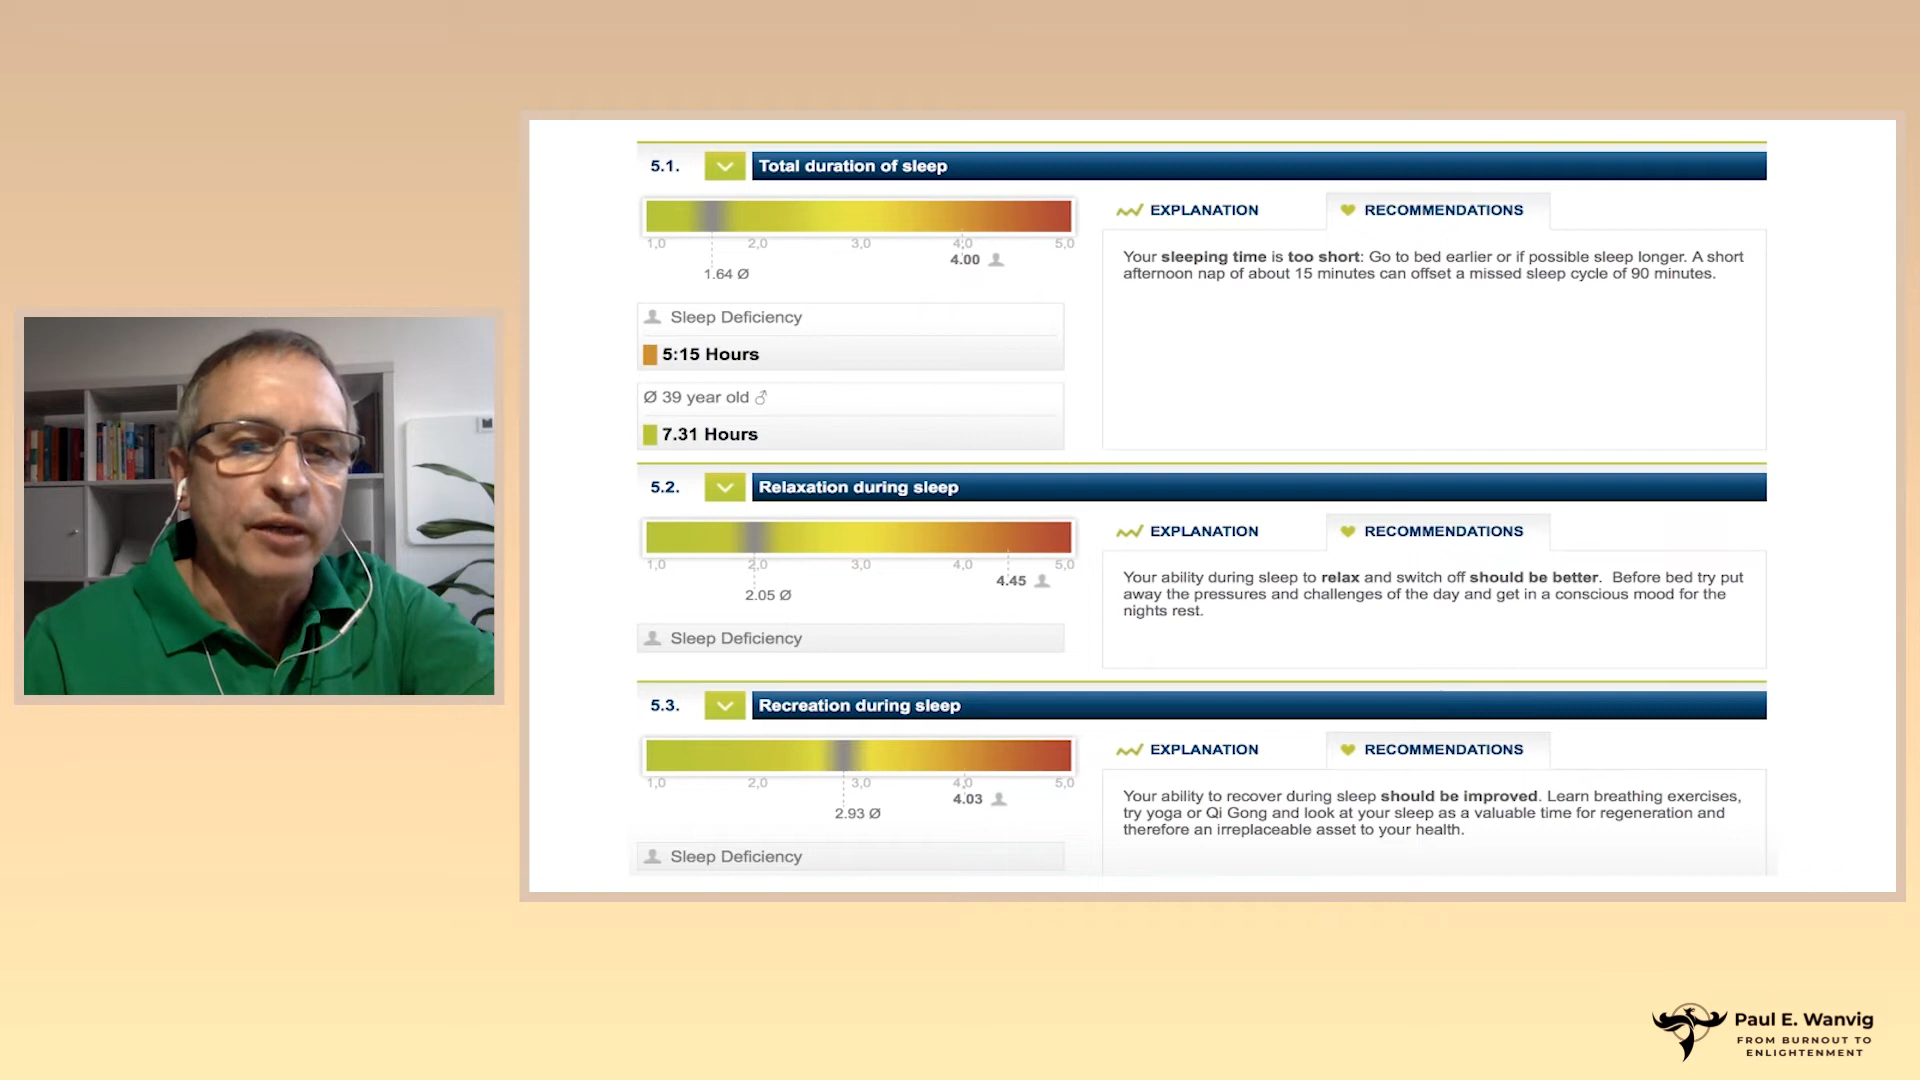 5.1.
Total duration of sleep
EXPLANATION
RECOMMENDATIONS
1,0 2,0 3,0 4,0 5,0
4.00
1.64 Ø
Your sleeping time is too short: Go to bed earlier or if possible sleep longer. A short
afternoon nap of about 15 minutes can offset a missed sleep cycle of 90 minutes.
Sleep Deficiency
5:15 Hours
Ø 39 year old ♂
7.31 Hours
5.2.
Relaxation during sleep
EXPLANATION
RECOMMENDATIONS
1,0 2,0 3,0 4,0 5,0
4.45
2.05 Ø
Your ability during sleep to relax and switch off should be better. Before bed try put
away the pressures and challenges of the day and get in a conscious mood for the
nights rest.
Sleep Deficiency
5.3.
Recreation during sleep
EXPLANATION
RECOMMENDATIONS
1,0 2,0 3,0 4,0 5,0
4.03
2.93 Ø
Your ability to recover during sleep should be improved. Learn breathing exercises,
try yoga or Qi Gong and look at your sleep as a valuable time for regeneration and
therefore an irreplaceable asset to your health.
Sleep Deficiency
Paul E. Wanvig
FROM BURNOUT TO
ENLIGHTENMENT